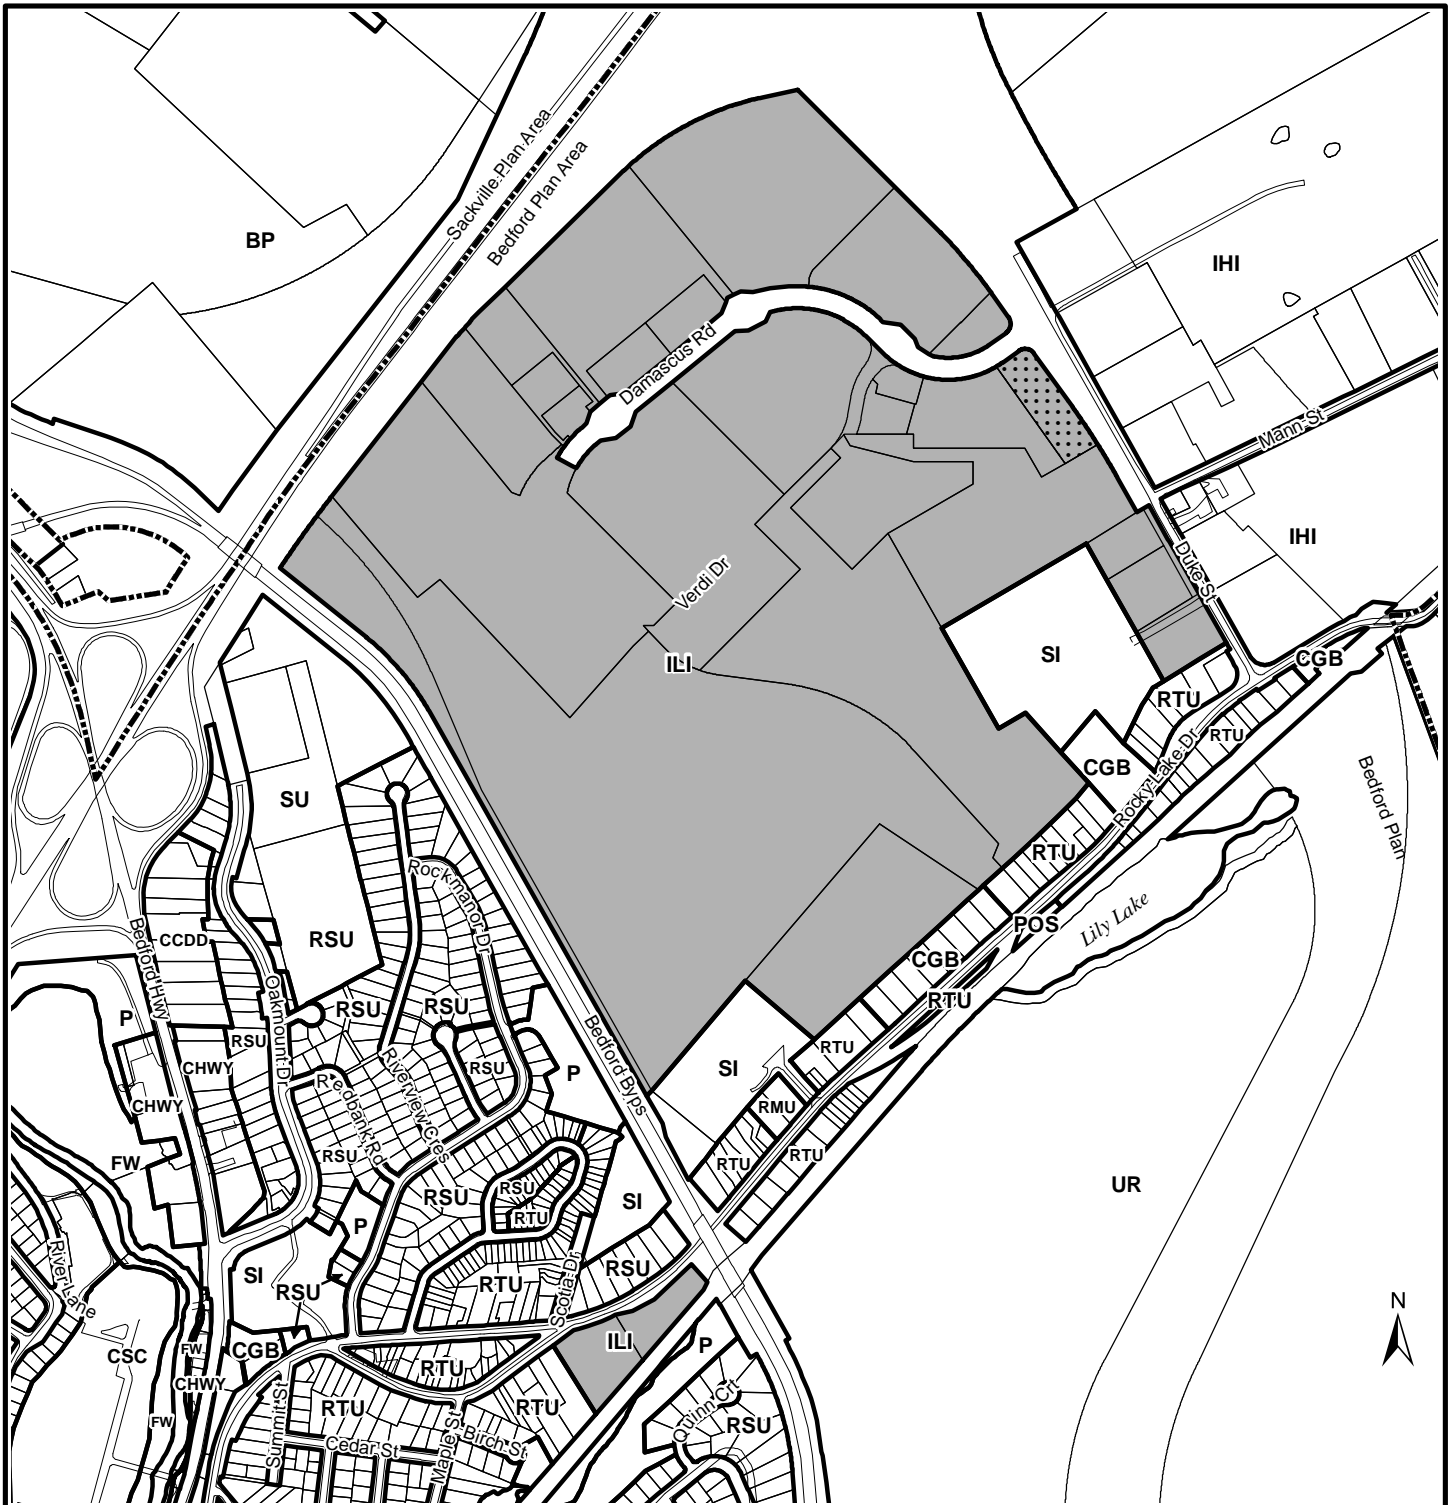 Sackville Plan Area
Bedford Plan Area
BP
IHI
Damascus Rd
Mann St
IHI
Duke St
Verdi Dr
ILI
SI
CGB
RTU
RTU
CGB
Rocky Lake Dr
Bedford Plan
SU
RTU
Rockmanor Dr
POS
Lily Lake
Bedford Hwy
CCDD
RSU
CGB
RTU
Oakmount Dr
RSU
RSU
P
RSU
RTU
Bedford Byps
CHWY
RSU
P
SI
Riverview Cres
Redbank Rd
CHWY
RMU
FW
RSU
RTU
RTU
RSU
RSU
UR
RTU
SI
P
River Lane
SI
RSU
RTU
Scotia Dr
RSU
N
CSC
FW
CGB
ILI
P
CHWY
RTU
RTU
RTU
FW
Summit St
Cedar St
Maple St
Birch St
Quinn Crt
RSU